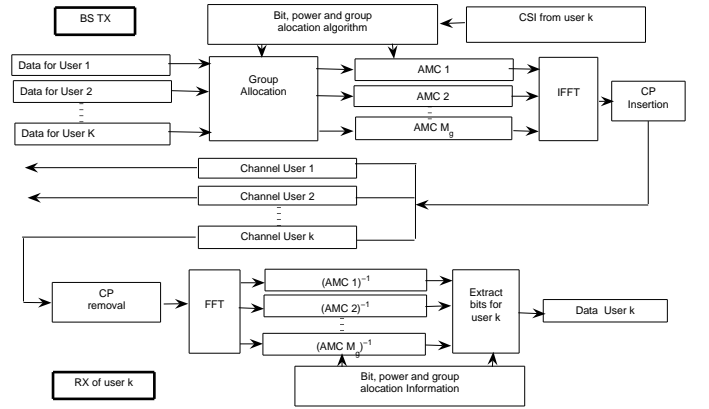 BS TX
Bit, power and group
alocation algorithm
CSI from user k
Data for User 1
Data for User 2
Data for User K
Group
Allocation
AMC 1
AMC 2
AMC M_g
IFFT
CP
Insertion
Channel User 1
Channel User 2
Channel User k
CP
removal
FFT
(AMC 1)⁻¹
(AMC 2)⁻¹
(AMC M_g)⁻¹
Extract
bits for
user k
Data User k
RX of user k
Bit, power and group
alocation Information